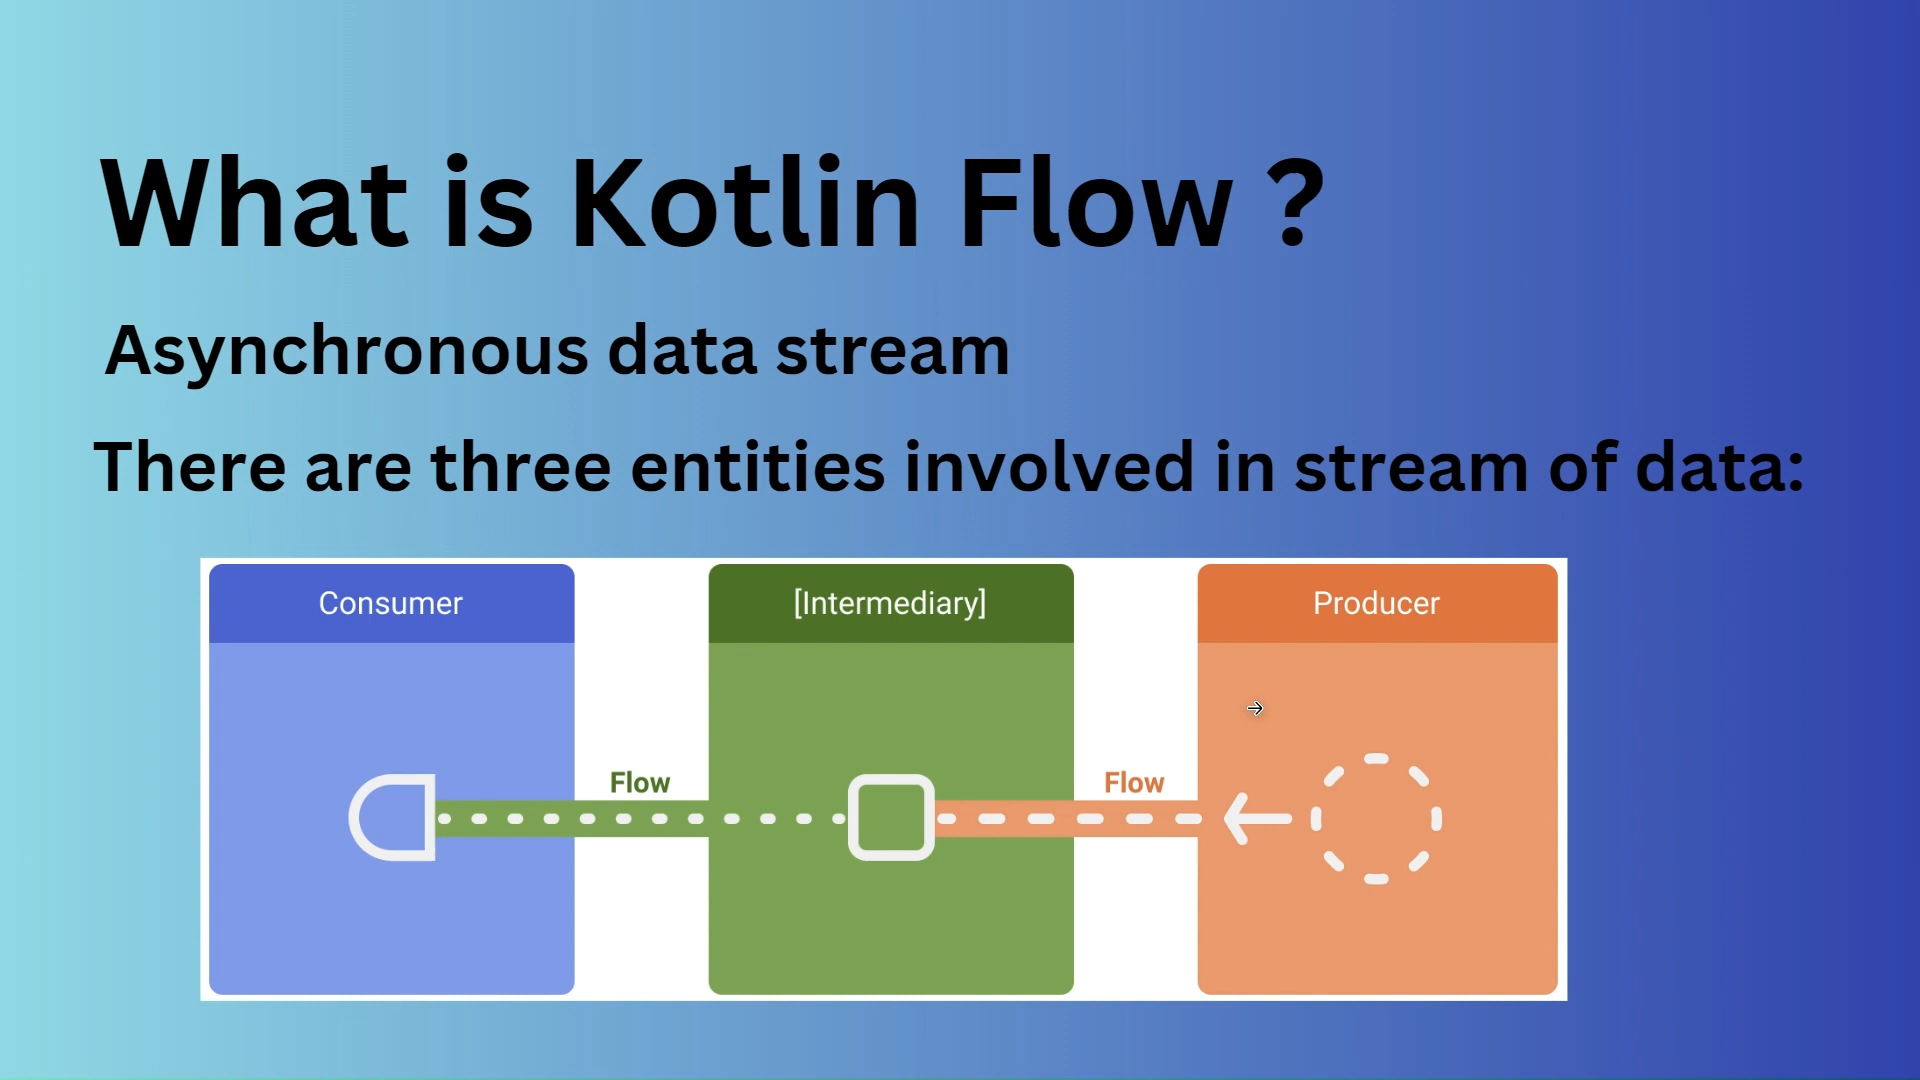 What is Kotlin Flow ?
Asynchronous data stream
There are three entities involved in stream of data:
Consumer
[Intermediary]
Producer
Flow
Flow